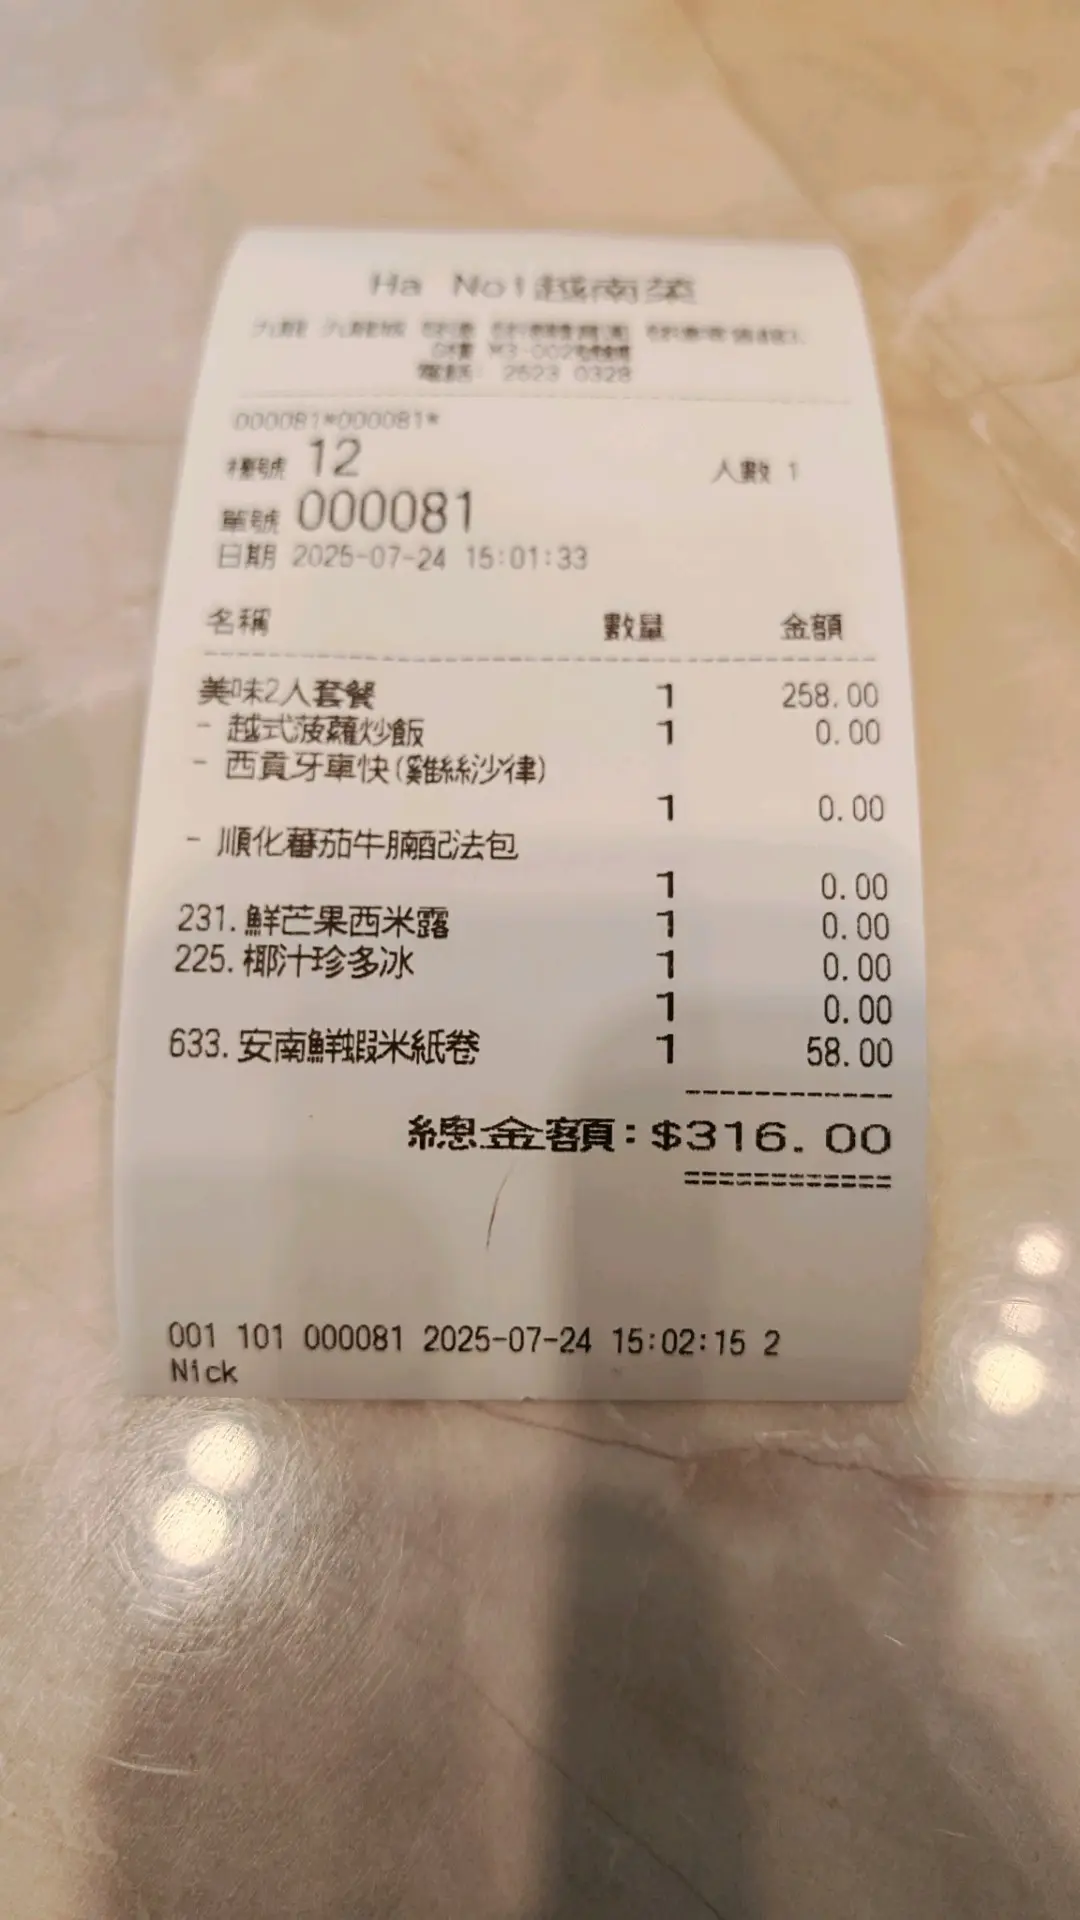 Ha Noi越南菜
電話: 2523 0328
000081*000081*
檯號 12 人數 1
單號 000081
日期 2025-07-24 15:01:33
名稱 數量 金額
美味2人套餐 1 258.00
- 越式菠蘿炒飯 1 0.00
- 西貢牙車快(雞絲沙律)
1 0.00
- 順化蕃茄牛腩配法包
1 0.00
231.鮮芒果西米露 1 0.00
225.椰汁珍多冰 1 0.00
1 0.00
633.安南鮮蝦米紙卷 1 58.00
總金額:$316.00
001 101 000081 2025-07-24 15:02:15 2
Nick